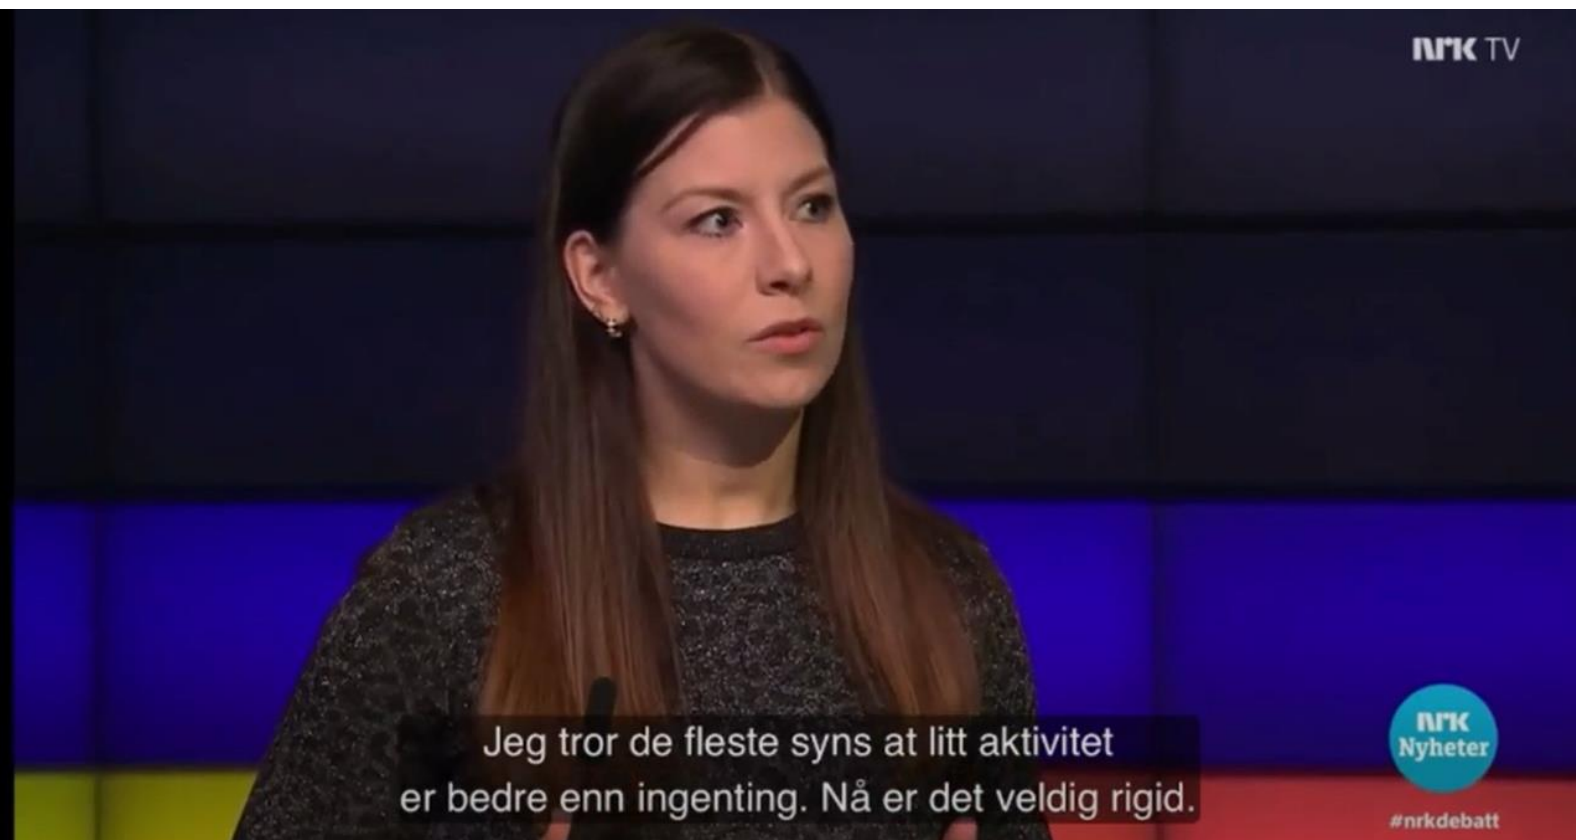 nrk TV
Jeg tror de fleste syns at litt aktivitet
er bedre enn ingenting. Nå er det veldig rigid.
nrk
Nyheter
#nrkdebatt